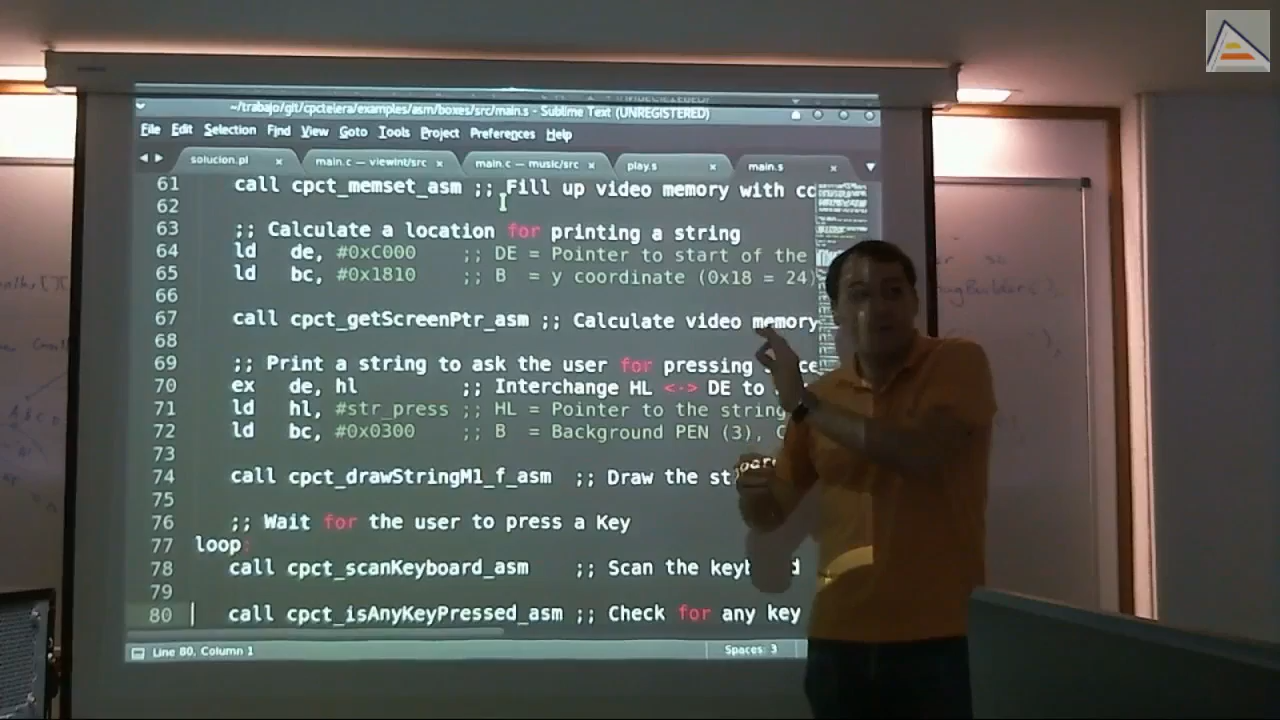 ~/trabajo/git/cpctelera/examples/asm/boxes/src/main.s - Sublime Text (UNREGISTERED)
File Edit Selection Find View Goto Tools Project Preferences Help
solucion.pl × main.c — viewint/src × main.c — music/src × play.s × main.s ×
61 call cpct_memset_asm ;; Fill up video memory with co
62
63 ;; Calculate a location for printing a string
64 ld de, #0xC000 ;; DE = Pointer to start of the
65 ld bc, #0x1810 ;; B = y coordinate (0x18 = 24)
66
67 call cpct_getScreenPtr_asm ;; Calculate video memory
68
69 ;; Print a string to ask the user for pressing
70 ex de, hl ;; Interchange HL <-> DE to
71 ld hl, #str_press ;; HL = Pointer to the string
72 ld bc, #0x0300 ;; B = Background PEN (3),
73
74 call cpct_drawStringM1_f_asm ;; Draw the st
75
76 ;; Wait for the user to press a Key
77 loop:
78 call cpct_scanKeyboard_asm ;; Scan the keyb d
79
80 call cpct_isAnyKeyPressed_asm ;; Check for any key
Line 80, Column 1 Spaces: 3